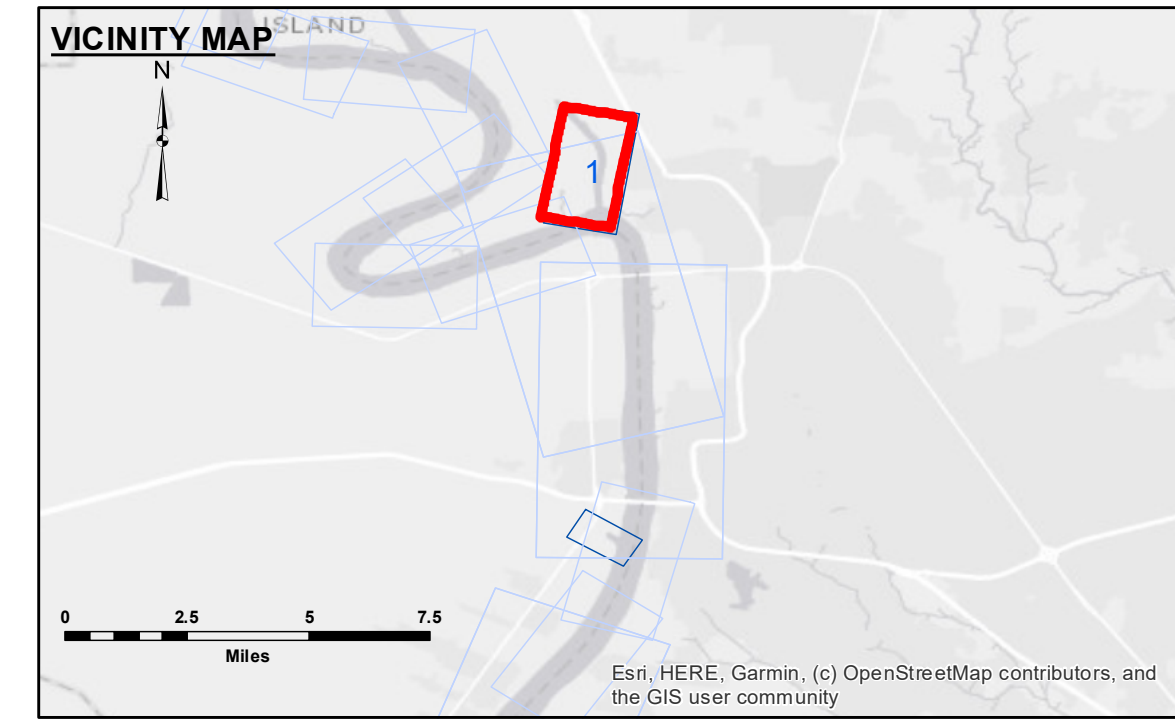 ISLAND
VICINITY MAP
N
1
0 2.5 5 7.5
Miles
Esri, HERE, Garmin, (c) OpenStreetMap contributors, and
the GIS user community